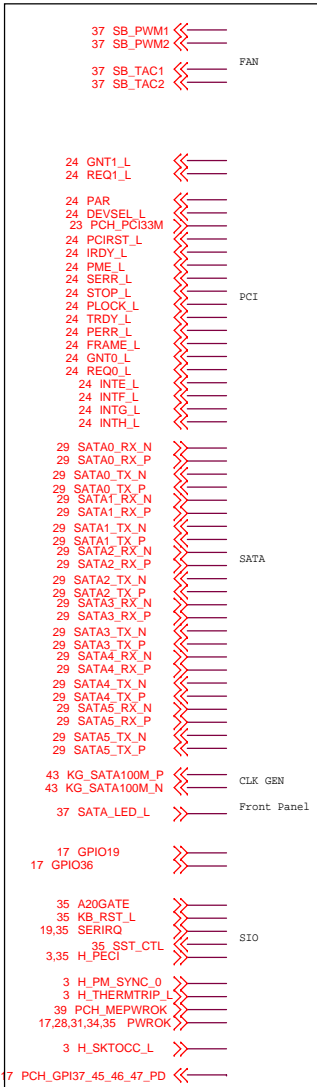 37 SB_PWM1
37 SB_PWM2
FAN
37 SB_TAC1
37 SB_TAC2
24 GNT1_L
24 REQ1_L
24 PAR
24 DEVSEL_L
23 PCH_PCI33M
24 PCIRST_L
24 IRDY_L
24 PME_L
24 SERR_L
24 STOP_L
PCI
24 PLOCK_L
24 TRDY_L
24 PERR_L
24 FRAME_L
24 GNT0_L
24 REQ0_L
24 INTE_L
24 INTF_L
24 INTG_L
24 INTH_L
29 SATA0_RX_N
29 SATA0_RX_P
29 SATA0_TX_N
29 SATA0_TX_P
29 SATA1_RX_N
29 SATA1_RX_P
29 SATA1_TX_N
29 SATA1_TX_P
29 SATA2_RX_N
SATA
29 SATA2_RX_P
29 SATA2_TX_N
29 SATA2_TX_P
29 SATA3_RX_N
29 SATA3_RX_P
29 SATA3_TX_N
29 SATA3_TX_P
29 SATA4_RX_N
29 SATA4_RX_P
29 SATA4_TX_N
29 SATA4_TX_P
29 SATA5_RX_N
29 SATA5_RX_P
29 SATA5_TX_N
29 SATA5_TX_P
43 KG_SATA100M_P
CLK GEN
43 KG_SATA100M_N
Front Panel
37 SATA_LED_L
17 GPIO19
17 GPIO36
35 A20GATE
35 KB_RST_L
19,35 SERIRQ
SIO
35 SST_CTL
3,35 H_PECI
3 H_PM_SYNC_0
3 H_THERMTRIP_L
39 PCH_MEPWROK
17,28,31,34,35 PWROK
3 H_SKTOCC_L
17 PCH_GPI37_45_46_47_PD